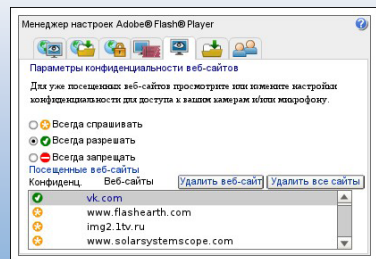 Менеджер настроек Adobe® Flash® Player
Параметры конфиденциальности веб-сайтов
Для уже посещенных веб-сайтов просмотрите или измените настройки
конфиденциальности для доступа к вашим камерам и/или микрофону.
Всегда спрашивать
Всегда разрешать
Всегда запрещать
Посещенные веб-сайты
Конфиденц. Веб-сайты Удалить веб-сайт Удалить все сайты
vk.com
www.flashearth.com
img2.1tv.ru
www.solarsystemscope.com